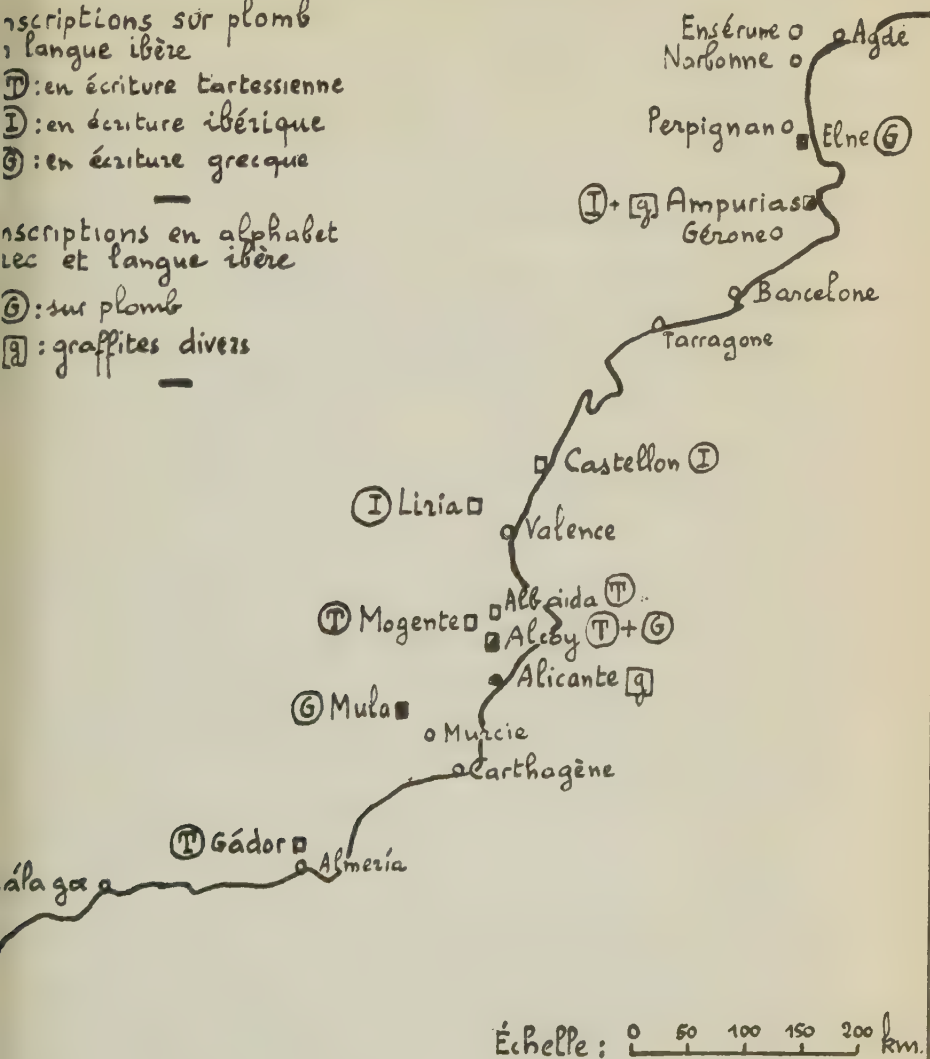 nscriptions sur plomb
langue ibère
Ⓣ : en écriture tartessienne
Ⓘ : en écriture ibérique
Ⓖ : en écriture grecque
nscriptions en alphabet
rec et langue ibère
Ⓖ : sur plomb
g : graffites divers
Ensérune
Agde
Narbonne
Perpignan
Elne Ⓖ
Ⓘ + g Ampurias
Gérone
Barcelone
Tarragone
Castellon Ⓘ
Ⓘ Liria
Valence
Albaida Ⓣ
Ⓣ Mogente
Alcoy Ⓣ + Ⓖ
Alicante g
Ⓖ Mula
Murcie
Carthagène
Ⓣ Gádor
Almería
álaga
Échelle : 0 50 100 150 200 km.